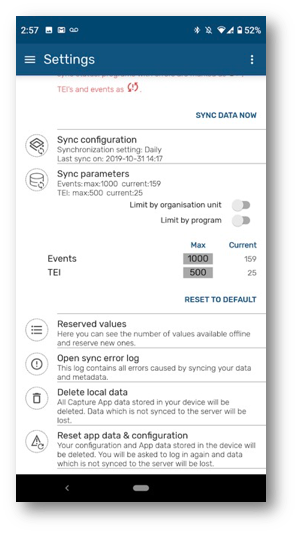 2:57
52%
Settings
TEI's and events as
SYNC DATA NOW
Sync configuration
Synchronization setting: Daily
Last sync on: 2019-10-31 14:17
Sync parameters
Events:max:1000 current:159
TEI: max:500 current:25
Limit by organisation unit
Limit by program
Max Current
Events 1000 159
TEI 500 25
RESET TO DEFAULT
Reserved values
Here you can see the number of values available offline
and reserve new ones.
Open sync error log
This log contains all errors caused by syncing your data
and metadata.
Delete local data
All Capture App data stored in your device will be
deleted. Data which is not synced to the server will be
lost.
Reset app data & configuration
Your configuration and App data stored in the device will
be deleted. You will be asked to log in again and data
which is not synced to the server will be lost.